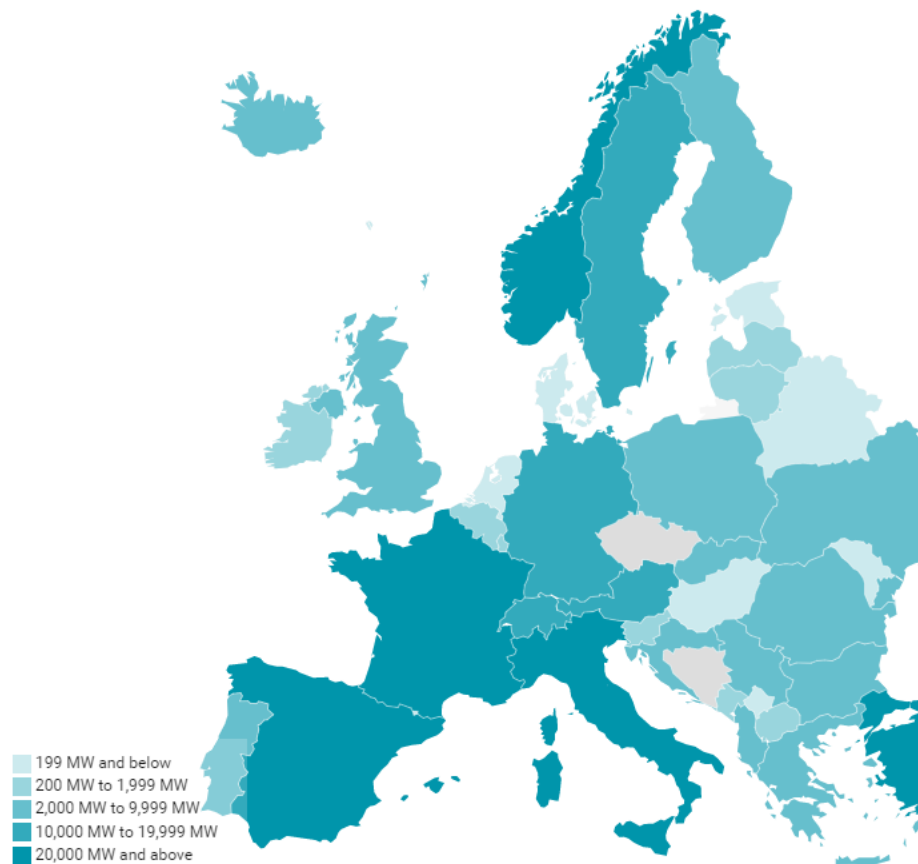 199 MW and below
200 MW to 1,999 MW
2,000 MW to 9,999 MW
10,000 MW to 19,999 MW
20,000 MW and above